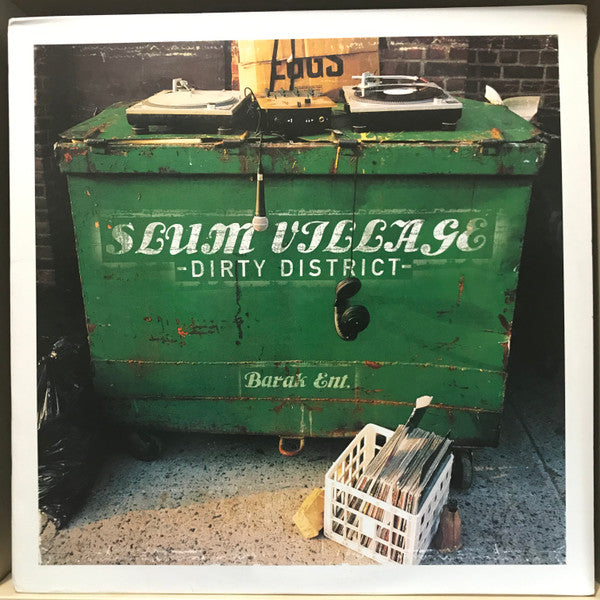 EGGS
SLUM VILLAGE
-DIRTY DISTRICT-
Barak Ent.